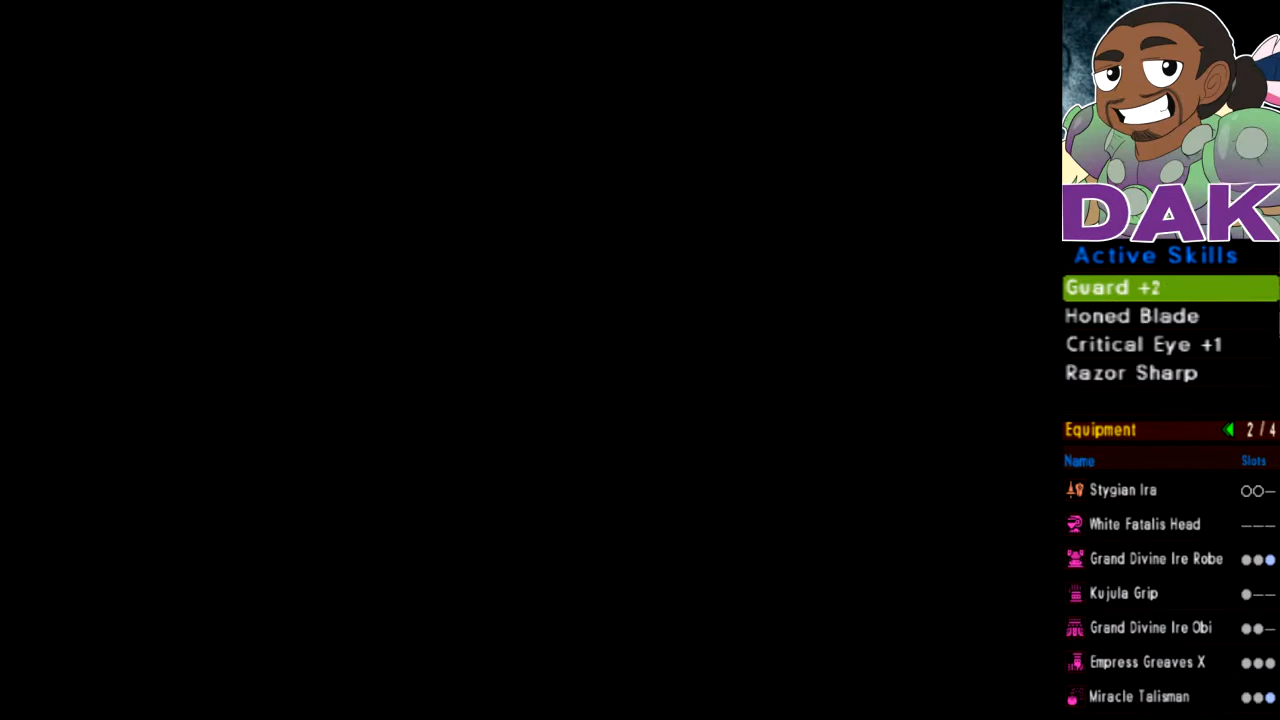 DAK
Active Skills
Guard +2
Honed Blade
Critical Eye +1
Razor Sharp
Equipment 2 / 4
Name Slots
Stygian Ira
White Fatalis Head
Grand Divine Ire Robe
Kujula Grip
Grand Divine Ire Obi
Empress Greaves X
Miracle Talisman